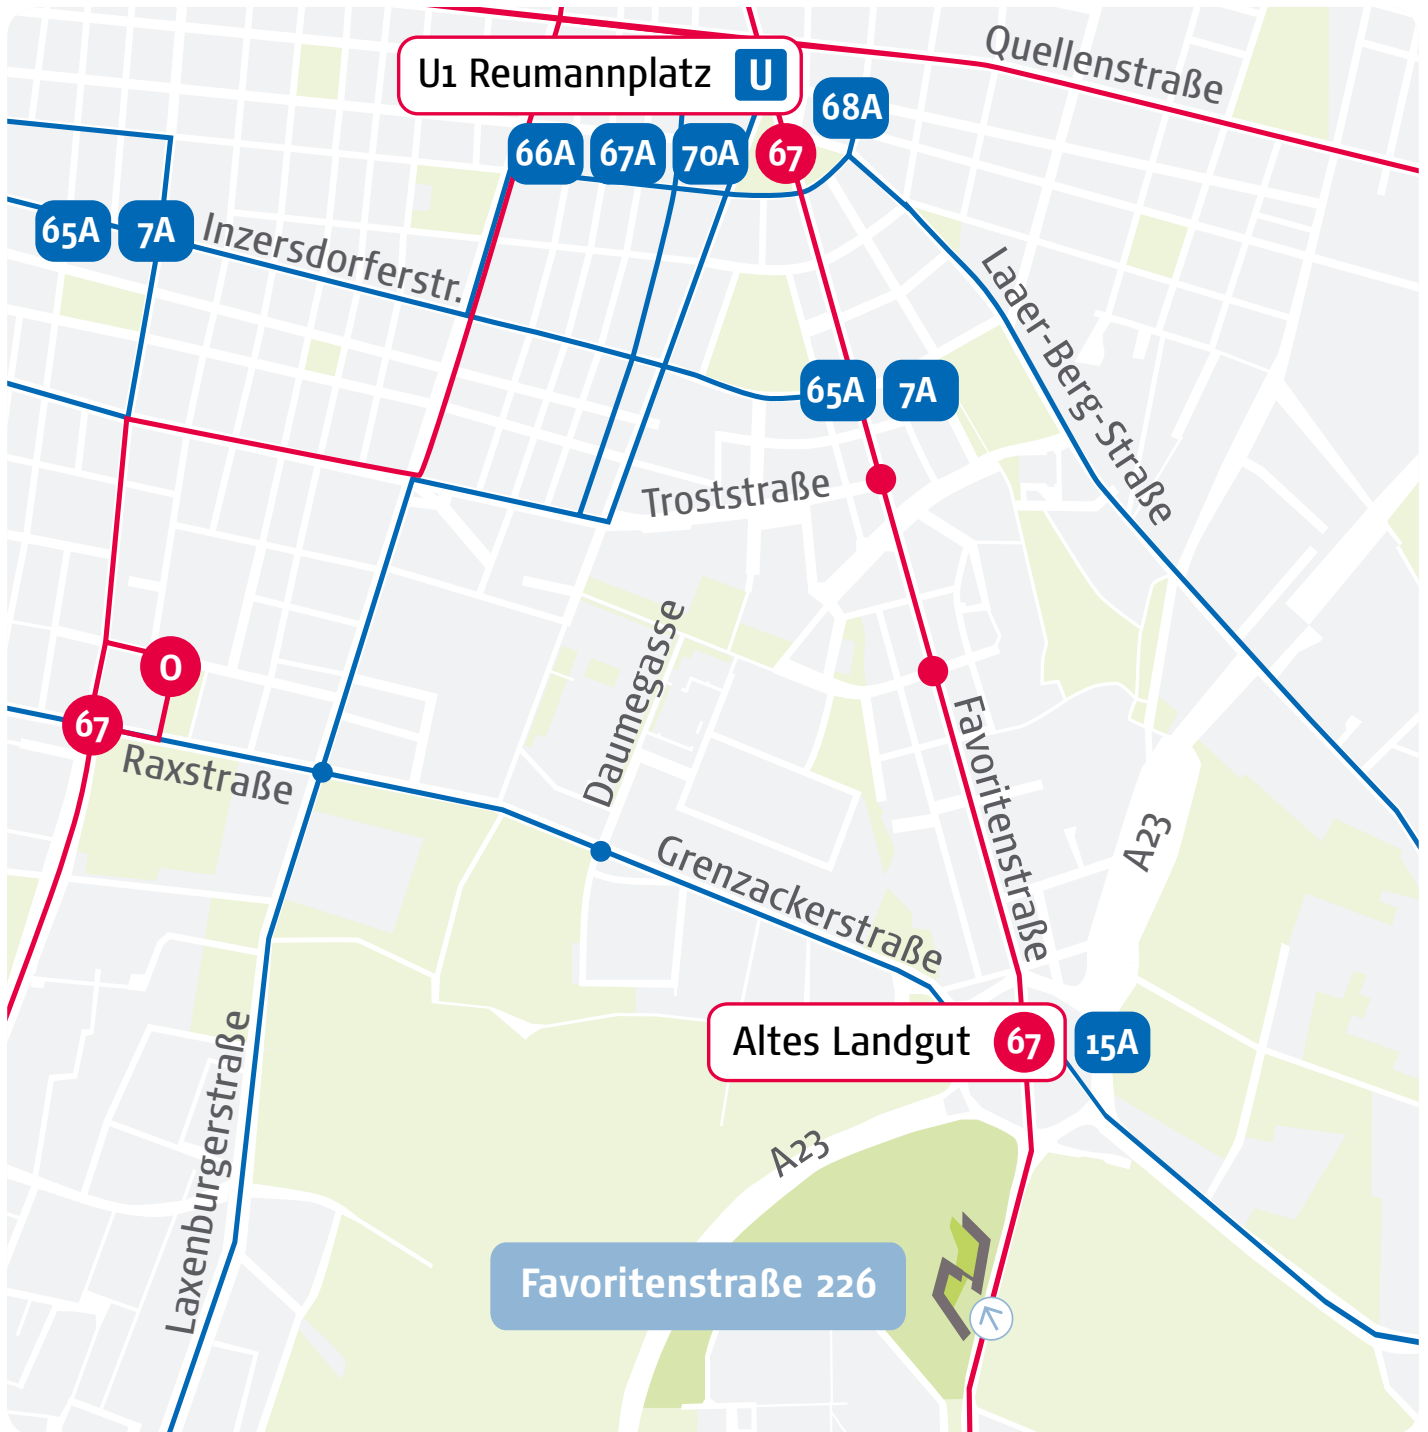 Quellenstraße
U1 Reumannplatz U
68A
66A 67A 70A 67
65A 7A
Inzersdorferstr.
Laaer-Berg-Straße
65A 7A
Troststraße
Daumegasse
O
67
Raxstraße
Favoritenstraße
A23
Grenzackerstraße
Altes Landgut 67 15A
Laxenburgerstraße
A23
Favoritenstraße 226